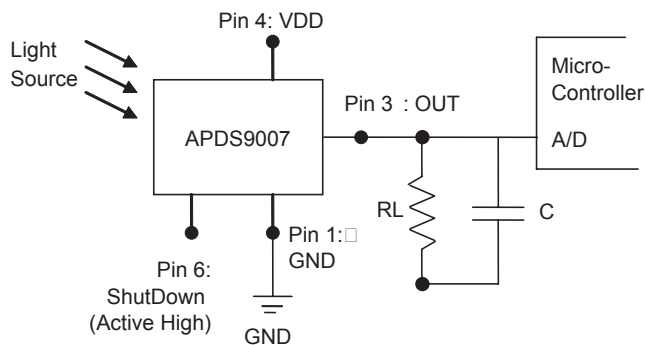 Pin 4: VDD
Light
Source
Micro-
Controller
Pin 3 : OUT
APDS9007
A/D
RL
C
Pin 1:□
GND
Pin 6:
ShutDown
(Active High)
GND